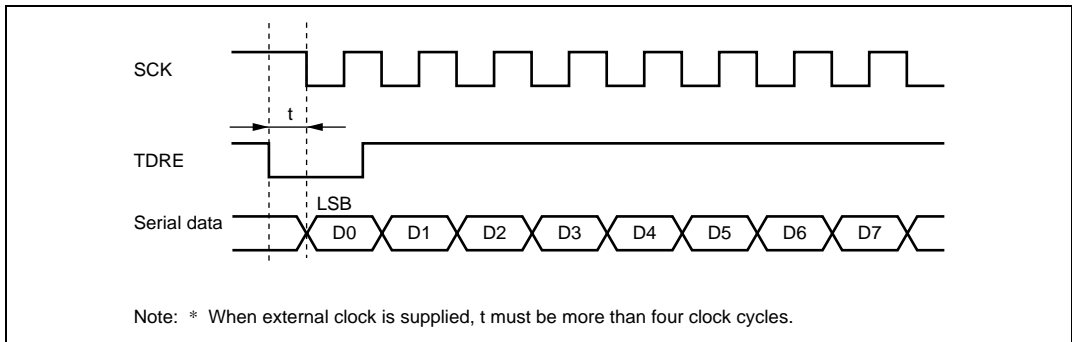 SCK
t
TDRE
LSB
Serial data
D0 D1 D2 D3 D4 D5 D6 D7
Note: * When external clock is supplied, t must be more than four clock cycles.